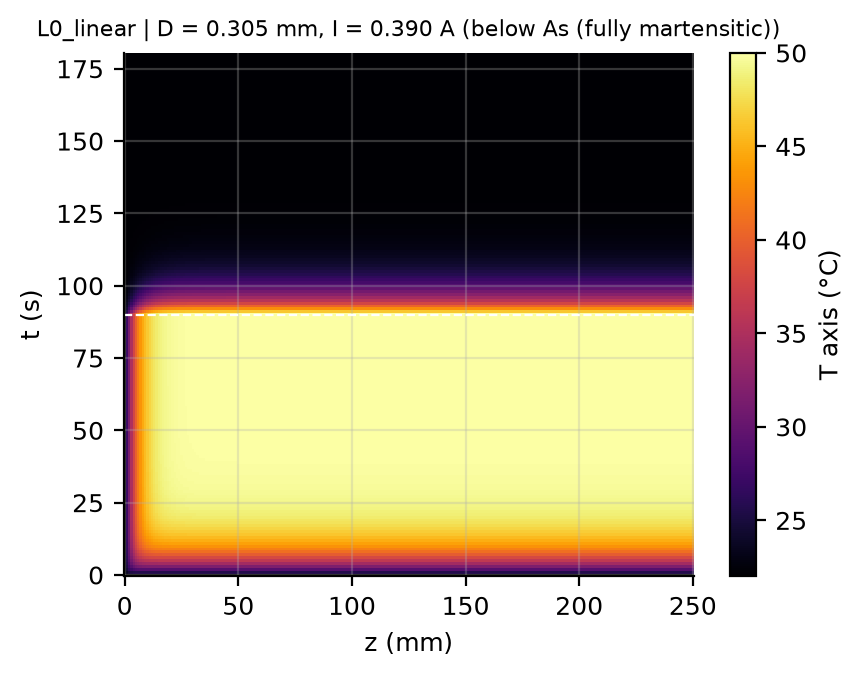 L0_linear | D = 0.305 mm, I = 0.390 A (below As (fully martensitic))
175
150
125
100
75
50
25
0
t (s)
0 50 100 150 200 250
z (mm)
50
45
40
35
30
25
T axis (°C)